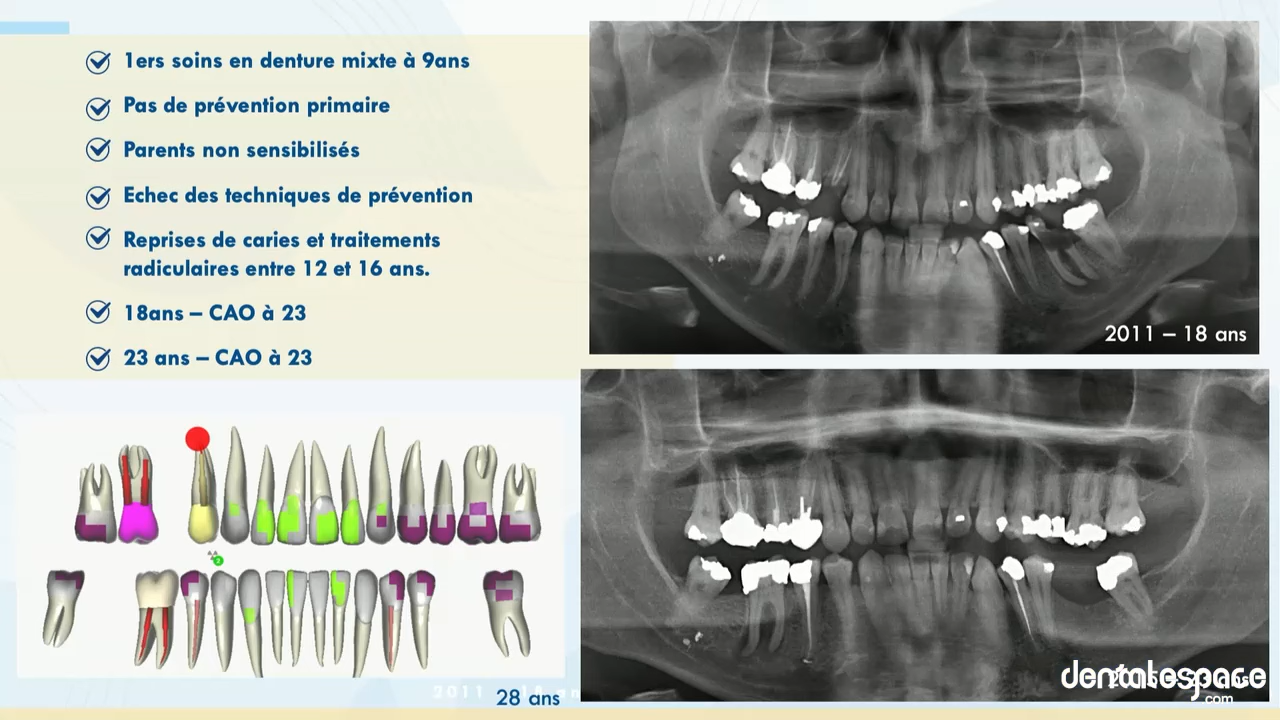 1ers soins en denture mixte à 9ans
Pas de prévention primaire
Parents non sensibilisés
Echec des techniques de prévention
Reprises de caries et traitements
radiculaires entre 12 et 16 ans.
18ans – CAO à 23
23 ans – CAO à 23
2011 – 18 ans
28 ans
dentalespace
.com